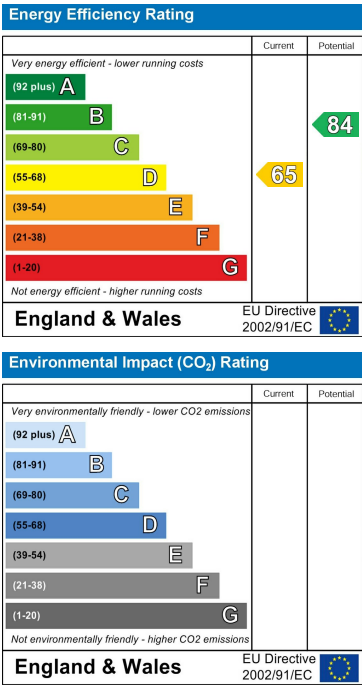 Energy Efficiency Rating
Current Potential
Very energy efficient - lower running costs
(92 plus) A
(81-91) B
84
(69-80) C
(55-68) D
65
(39-54) E
(21-38) F
(1-20) G
Not energy efficient - higher running costs
England & Wales
EU Directive
2002/91/EC
Environmental Impact (CO₂) Rating
Current Potential
Very environmentally friendly - lower CO2 emissions
(92 plus) A
(81-91) B
(69-80) C
(55-68) D
(39-54) E
(21-38) F
(1-20) G
Not environmentally friendly - higher CO2 emissions
England & Wales
EU Directive
2002/91/EC